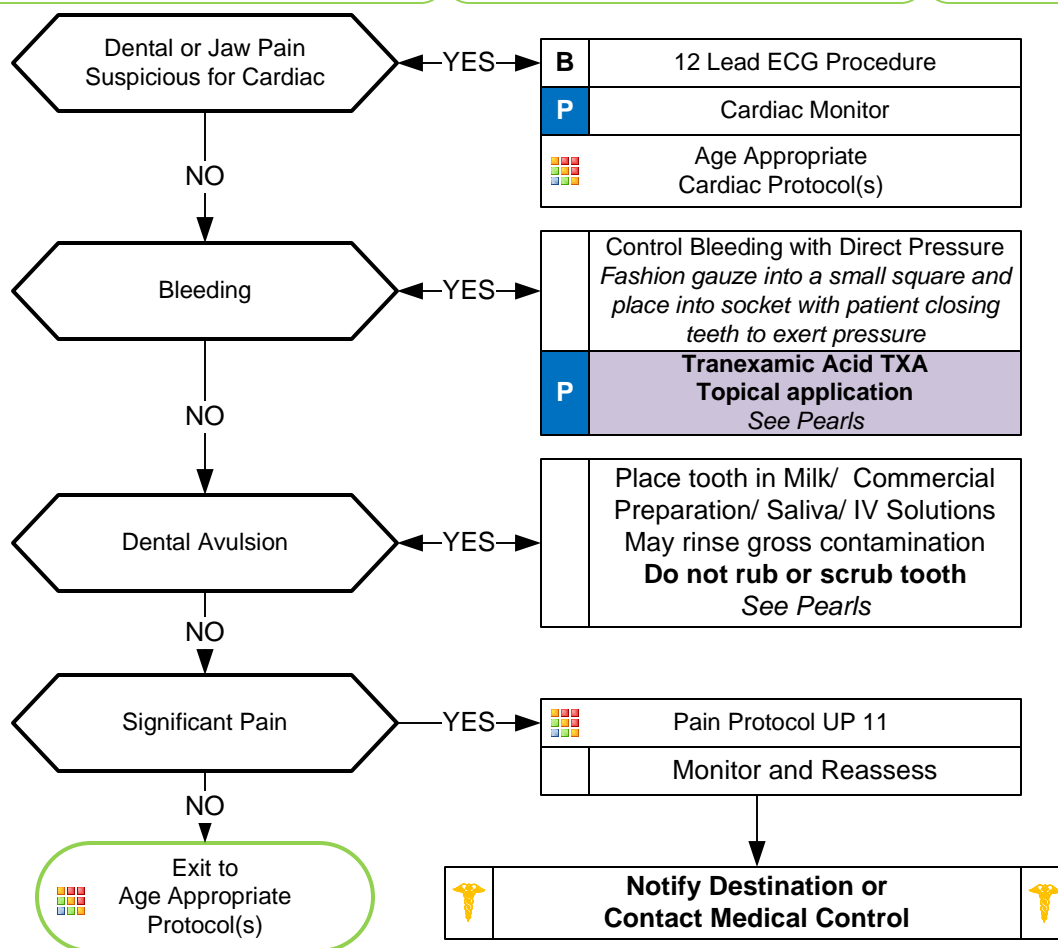 Dental or Jaw Pain
Suspicious for Cardiac
YES
B
12 Lead ECG Procedure
P
Cardiac Monitor
Age Appropriate
Cardiac Protocol(s)
NO
Bleeding
YES
Control Bleeding with Direct Pressure
Fashion gauze into a small square and
place into socket with patient closing
teeth to exert pressure
P
Tranexamic Acid TXA
Topical application
See Pearls
NO
Dental Avulsion
YES
Place tooth in Milk/ Commercial
Preparation/ Saliva/ IV Solutions
May rinse gross contamination
Do not rub or scrub tooth
See Pearls
NO
Significant Pain
YES
Pain Protocol UP 11
Monitor and Reassess
NO
Exit to
Age Appropriate
Protocol(s)
Notify Destination or
Contact Medical Control